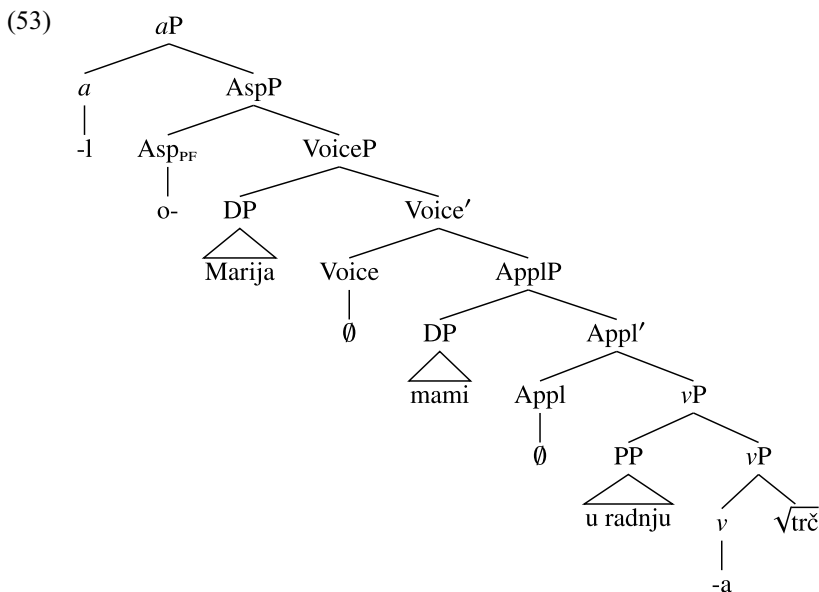 (53)
aP
a AspP
-l Asp_PF VoiceP
o- DP Voice′
Marija Voice ApplP
∅ DP Appl′
mami Appl vP
∅ PP vP
u radnju v √trč
-a